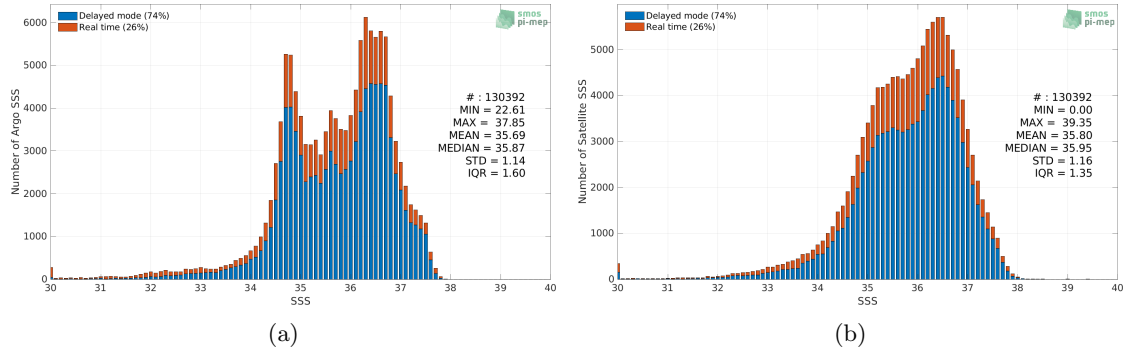 Delayed mode (74%)
Real time (26%)
smos
pi-mep
# : 130392
MIN = 22.61
MAX = 37.85
MEAN = 35.69
MEDIAN = 35.87
STD = 1.14
IQR = 1.60
Number of Argo SSS
6000
5000
4000
3000
2000
1000
0
30 31 32 33 34 35 36 37 38 39 40
SSS
(a)
Delayed mode (74%)
Real time (26%)
smos
pi-mep
# : 130392
MIN = 0.00
MAX = 39.35
MEAN = 35.80
MEDIAN = 35.95
STD = 1.16
IQR = 1.35
Number of Satellite SSS
5000
4000
3000
2000
1000
0
30 31 32 33 34 35 36 37 38 39 40
SSS
(b)